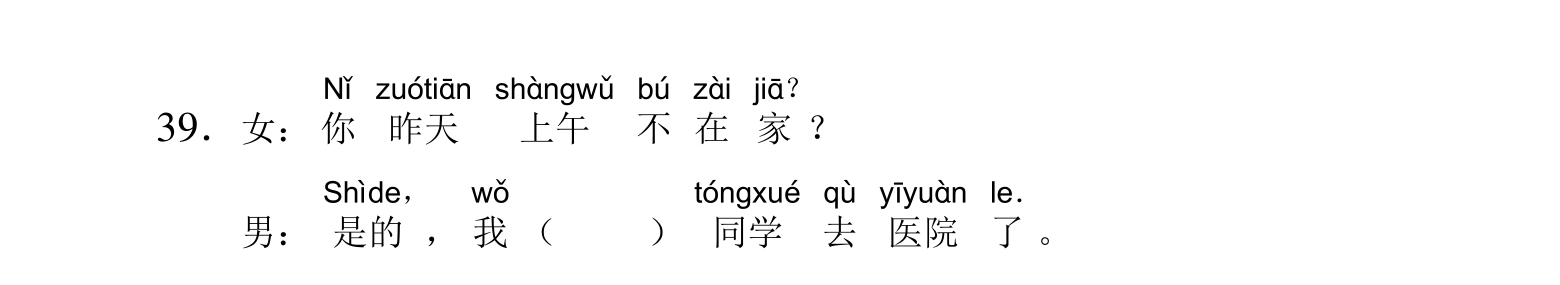 Nǐ zuótiān shàngwǔ bú zài jiā?
39. 女： 你 昨天 上午 不 在 家 ？
Shìde， wǒ tóngxué qù yīyuàn le.
男： 是的 ， 我 （ ） 同学 去 医院 了 。